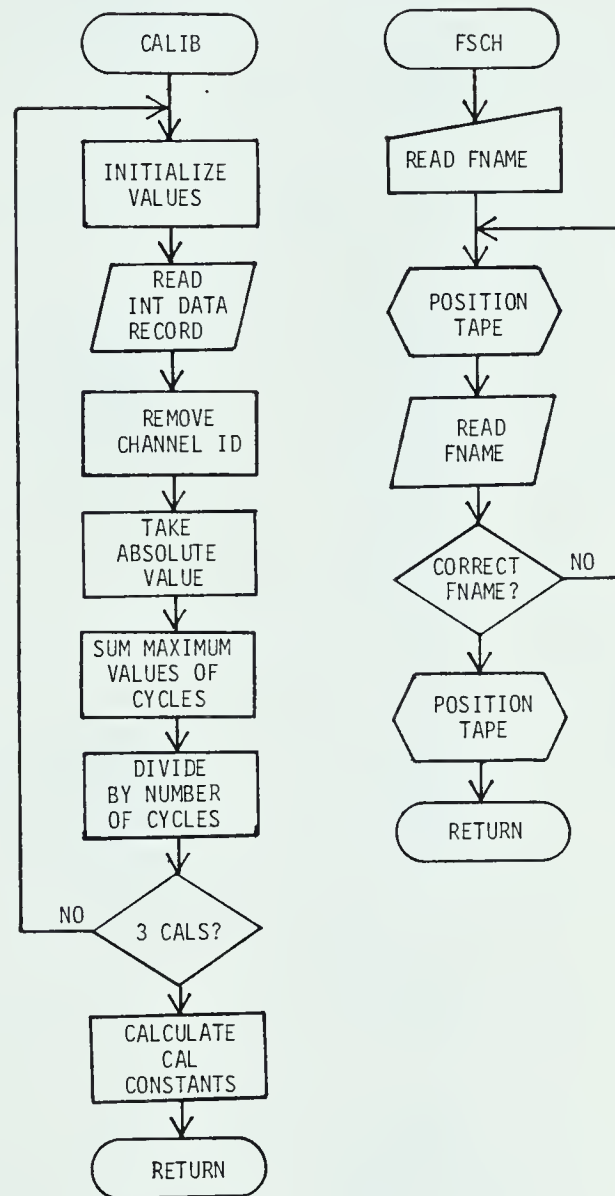 CALIB
INITIALIZE
VALUES
READ
INT DATA
RECORD
REMOVE
CHANNEL ID
TAKE
ABSOLUTE
VALUE
SUM MAXIMUM
VALUES OF
CYCLES
DIVIDE
BY NUMBER
OF CYCLES
NO
3 CALS?
CALCULATE
CAL
CONSTANTS
RETURN
FSCH
READ FNAME
POSITION
TAPE
READ
FNAME
CORRECT
FNAME?
NO
POSITION
TAPE
RETURN